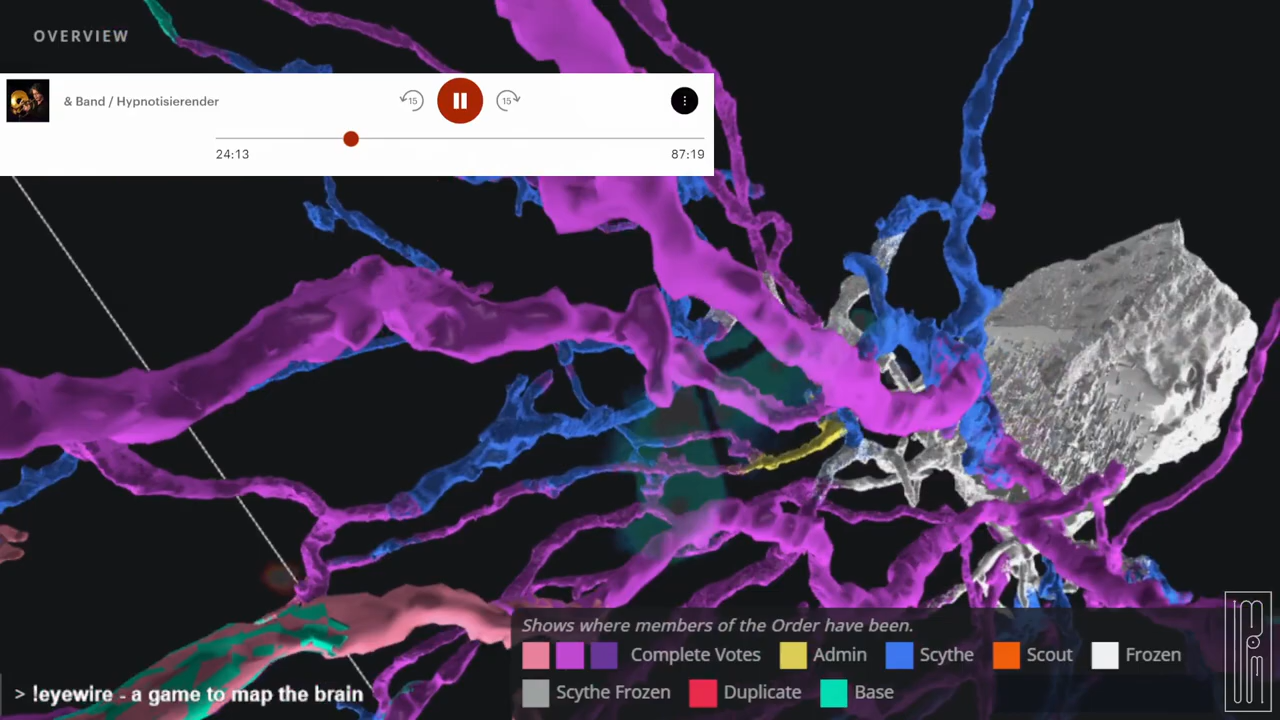 OVERVIEW
& Band / Hypnotisierender
15
15
24:13
87:19
Shows where members of the Order have been.
Complete Votes
Admin
Scythe
Scout
Frozen
Scythe Frozen
Duplicate
Base
> !eyewire - a game to map the brain